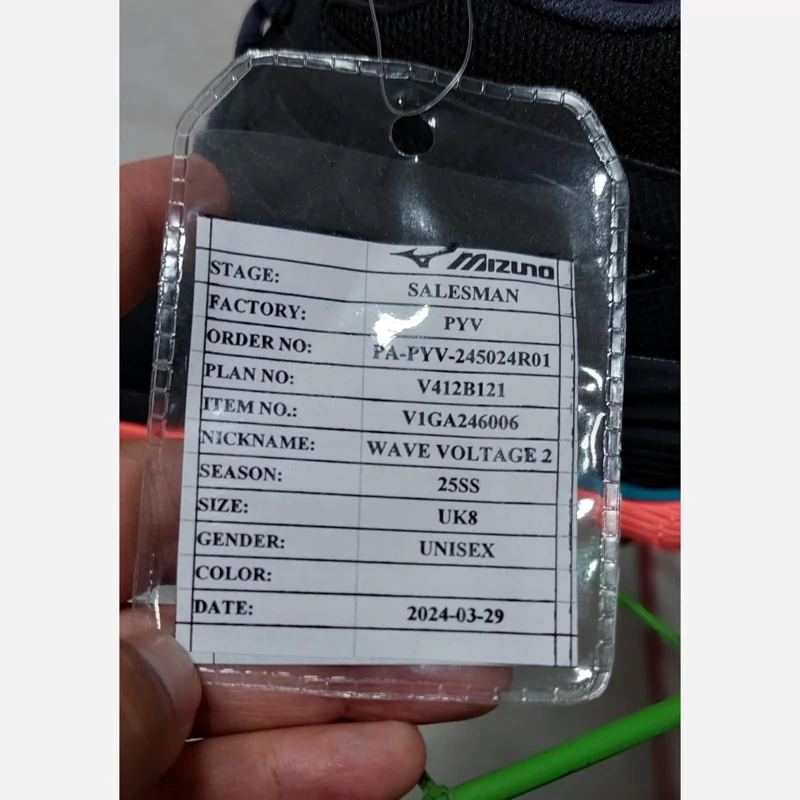 MIZUNO
STAGE: SALESMAN
FACTORY: PYV
ORDER NO: PA-PYV-245024R01
PLAN NO: V412B121
ITEM NO.: V1GA246006
NICKNAME: WAVE VOLTAGE 2
SEASON: 25SS
SIZE: UK8
GENDER: UNISEX
COLOR:
DATE: 2024-03-29